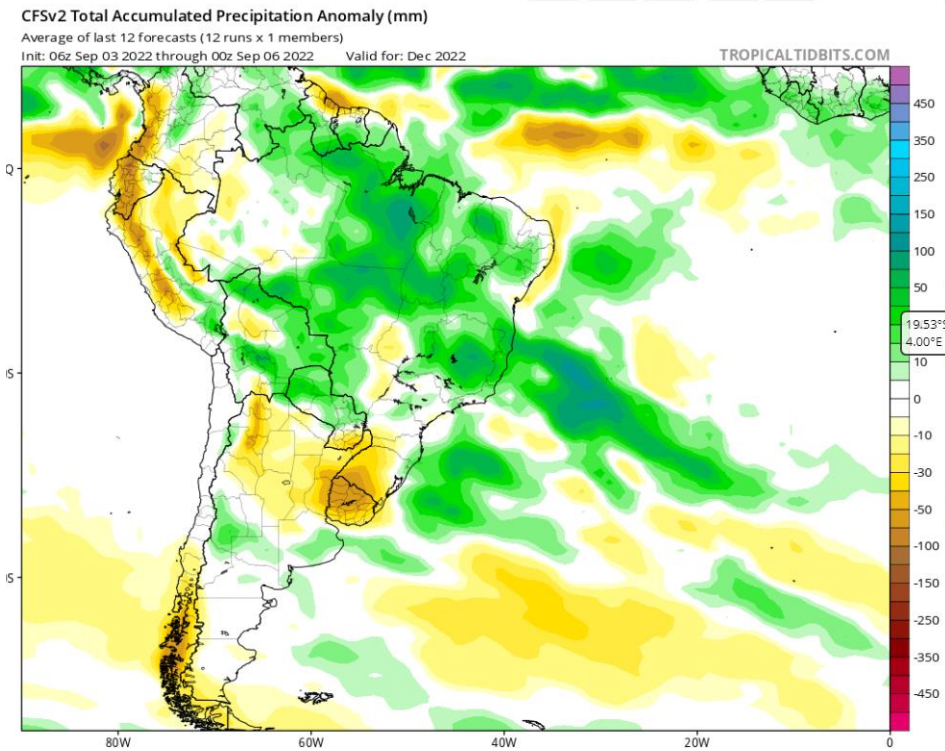 CFSv2 Total Accumulated Precipitation Anomaly (mm)
Average of last 12 forecasts (12 runs x 1 members)
Init: 06z Sep 03 2022 through 00z Sep 06 2022 Valid for: Dec 2022
TROPICALTIDBITS.COM
450
350
250
150
100
50
19.53°S
4.00°E
10
0
-10
-30
-50
-100
-150
-250
-350
-450
Q
S
S
80W
60W
40W
20W
0